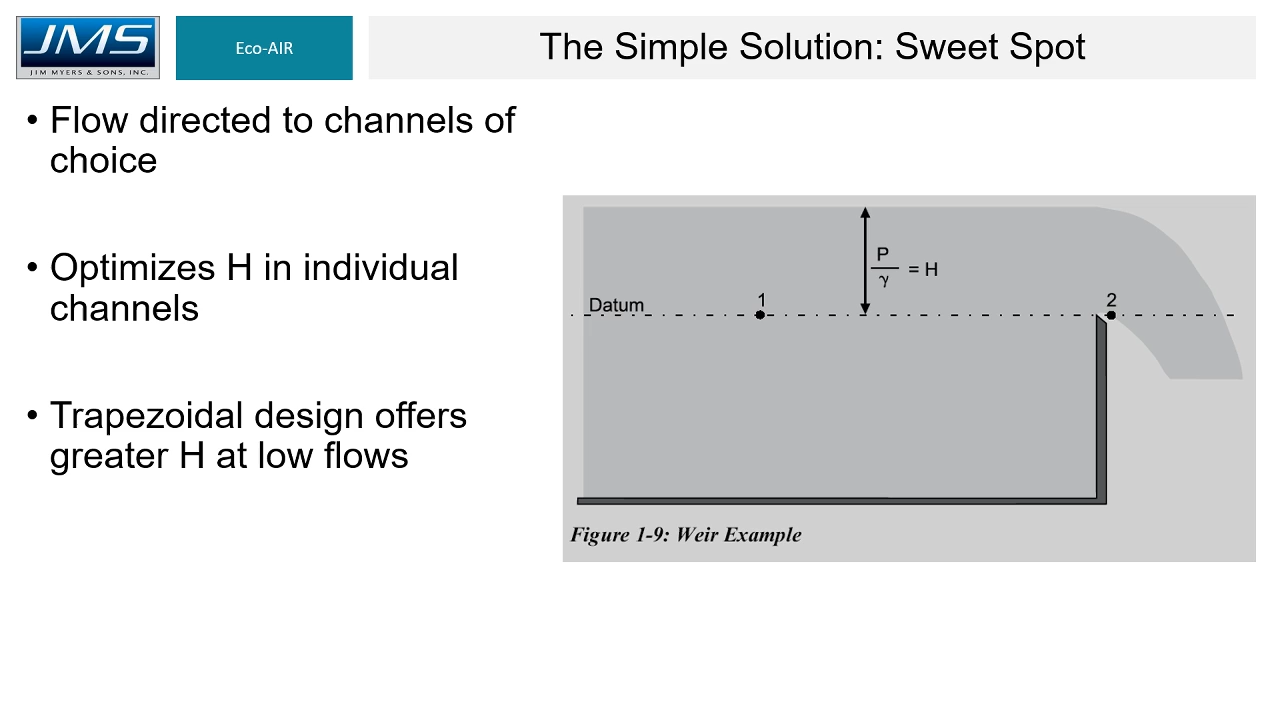 JMS
JIM MYERS & SONS, INC.
Eco-AIR
The Simple Solution: Sweet Spot
• Flow directed to channels of
choice
• Optimizes H in individual
channels
• Trapezoidal design offers
greater H at low flows
P
γ
= H
Datum
1
2
Figure 1-9: Weir Example